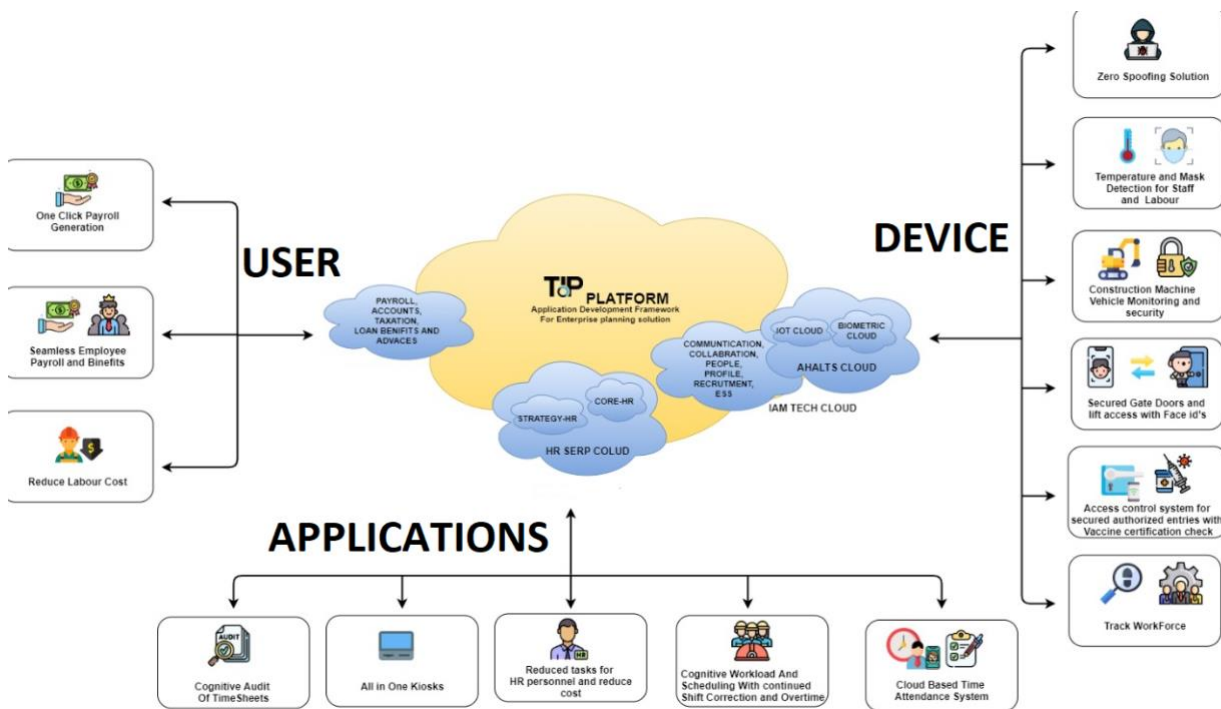 Zero Spoofing Solution
Temperature and Mask
Detection for Staff
and Labour
DEVICE
Construction Machine
Vehicle Monitoring and
security
Secured Gate Doors and
lift access with Face id's
Access control system for
secured authorized entries with
Vaccine certification check
Track WorkForce
USER
One Click Payroll
Generation
Seamless Employee
Payroll and Benefits
Reduce Labour Cost
TOP PLATFORM
Application Development Framework
For Enterprise planning solution
PAYROLL,
ACCOUNTS,
TAXATION,
LOAN BENIFITS AND
ADVACES
COMMUNTICATION,
COLLABRATION,
PEOPLE,
PROFILE,
RECRUTMENT,
ESS
IOT CLOUD
BIOMETRIC
CLOUD
AHALTS CLOUD
IAM TECH CLOUD
STRATEGY-HR
CORE-HR
HR SERP COLUD
APPLICATIONS
AUDIT
Cognitive Audit
Of TimeSheets
All in One Kiosks
HR
Reduced tasks for
HR personnel and reduce
cost
Cognitive Workload And
Scheduling With continued
Shift Correction and Overtime
Cloud Based Time
Attendance System